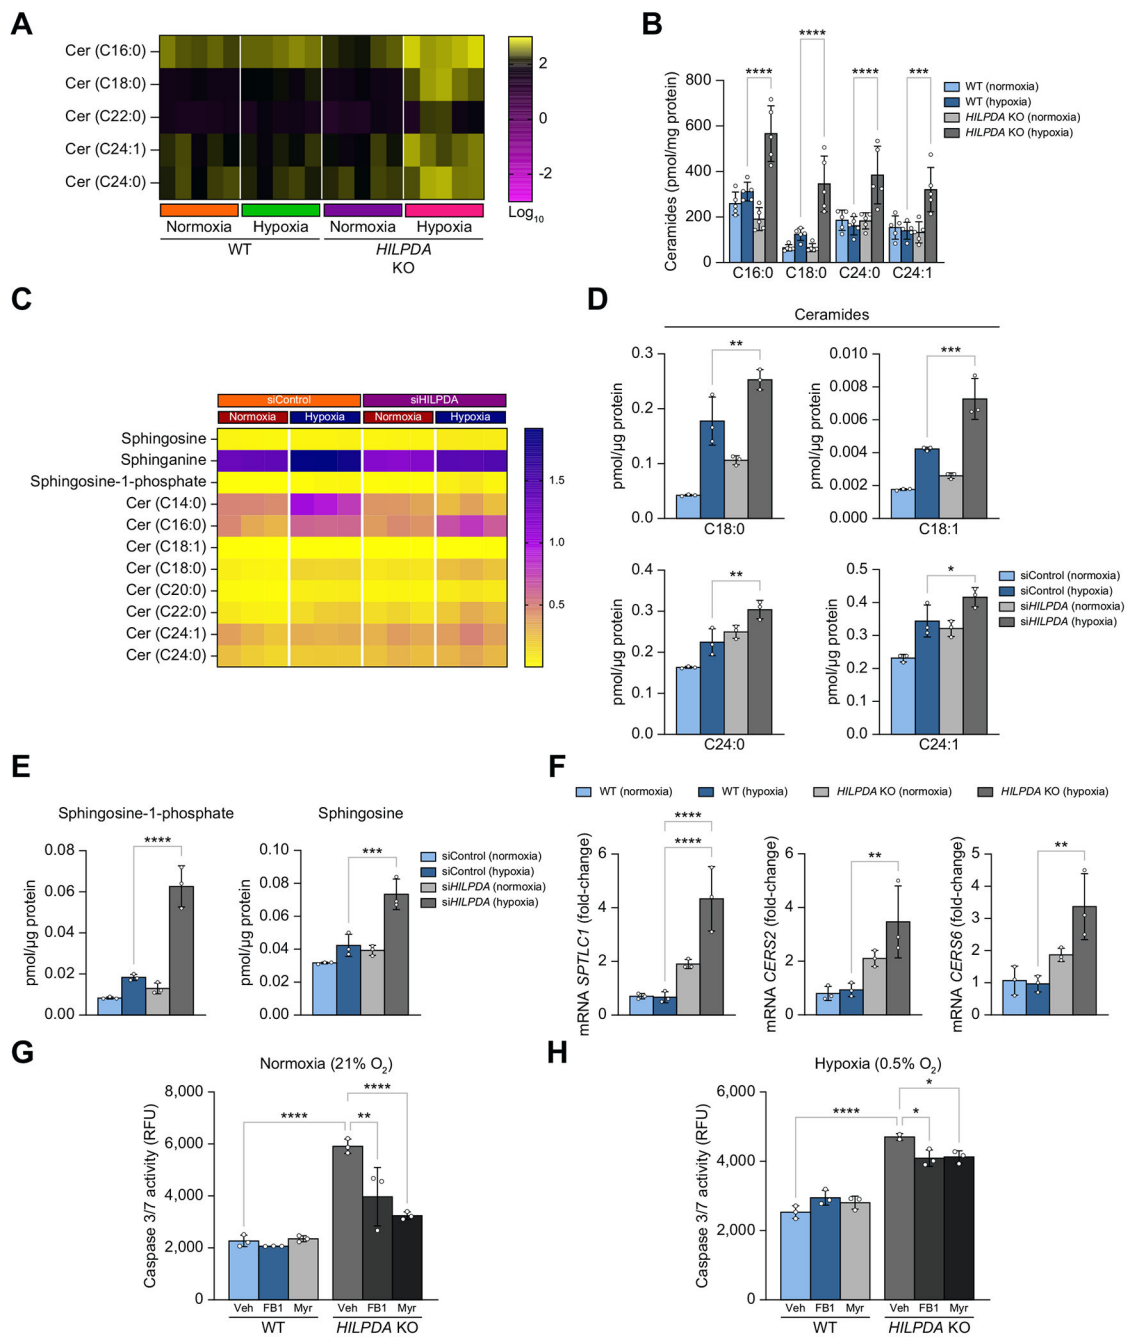 A
Cer (C16:0)
Cer (C18:0)
Cer (C22:0)
Cer (C24:1)
Cer (C24:0)
2
0
-2
Log10
Normoxia
Hypoxia
Normoxia
Hypoxia
WT
HILPDA
KO
B
Ceramides (pmol/mg protein)
800
600
400
200
0
****
****
****
***
C16:0
C18:0
C24:0
C24:1
WT (normoxia)
WT (hypoxia)
HILPDA KO (normoxia)
HILPDA KO (hypoxia)
C
siControl
siHILPDA
Normoxia
Hypoxia
Normoxia
Hypoxia
Sphingosine
Sphinganine
Sphingosine-1-phosphate
Cer (C14:0)
Cer (C16:0)
Cer (C18:1)
Cer (C18:0)
Cer (C20:0)
Cer (C22:0)
Cer (C24:1)
Cer (C24:0)
1.5
1.0
0.5
D
Ceramides
pmol/µg protein
0.3
0.2
0.1
0.0
**
C18:0
pmol/µg protein
0.010
0.008
0.006
0.004
0.002
0.000
***
C18:1
pmol/µg protein
0.4
0.3
0.2
0.1
0.0
**
C24:0
pmol/µg protein
0.5
0.4
0.3
0.2
0.1
0.0
*
C24:1
siControl (normoxia)
siControl (hypoxia)
siHILPDA (normoxia)
siHILPDA (hypoxia)
E
Sphingosine-1-phosphate
pmol/µg protein
0.08
0.06
0.04
0.02
0.00
****
Sphingosine
pmol/µg protein
0.10
0.08
0.06
0.04
0.02
0.00
***
siControl (normoxia)
siControl (hypoxia)
siHILPDA (normoxia)
siHILPDA (hypoxia)
F
WT (normoxia)
WT (hypoxia)
HILPDA KO (normoxia)
HILPDA KO (hypoxia)
mRNA SPTLC1 (fold-change)
6
4
2
0
****
****
mRNA CERS2 (fold-change)
6
4
2
0
**
mRNA CERS6 (fold-change)
5
4
3
2
1
0
**
G
Normoxia (21% O2)
Caspase 3/7 activity (RFU)
8,000
6,000
4,000
2,000
0
****
****
**
Veh
FB1
Myr
Veh
FB1
Myr
WT
HILPDA KO
H
Hypoxia (0.5% O2)
Caspase 3/7 activity (RFU)
6,000
4,000
2,000
0
****
*
*
Veh
FB1
Myr
Veh
FB1
Myr
WT
HILPDA KO